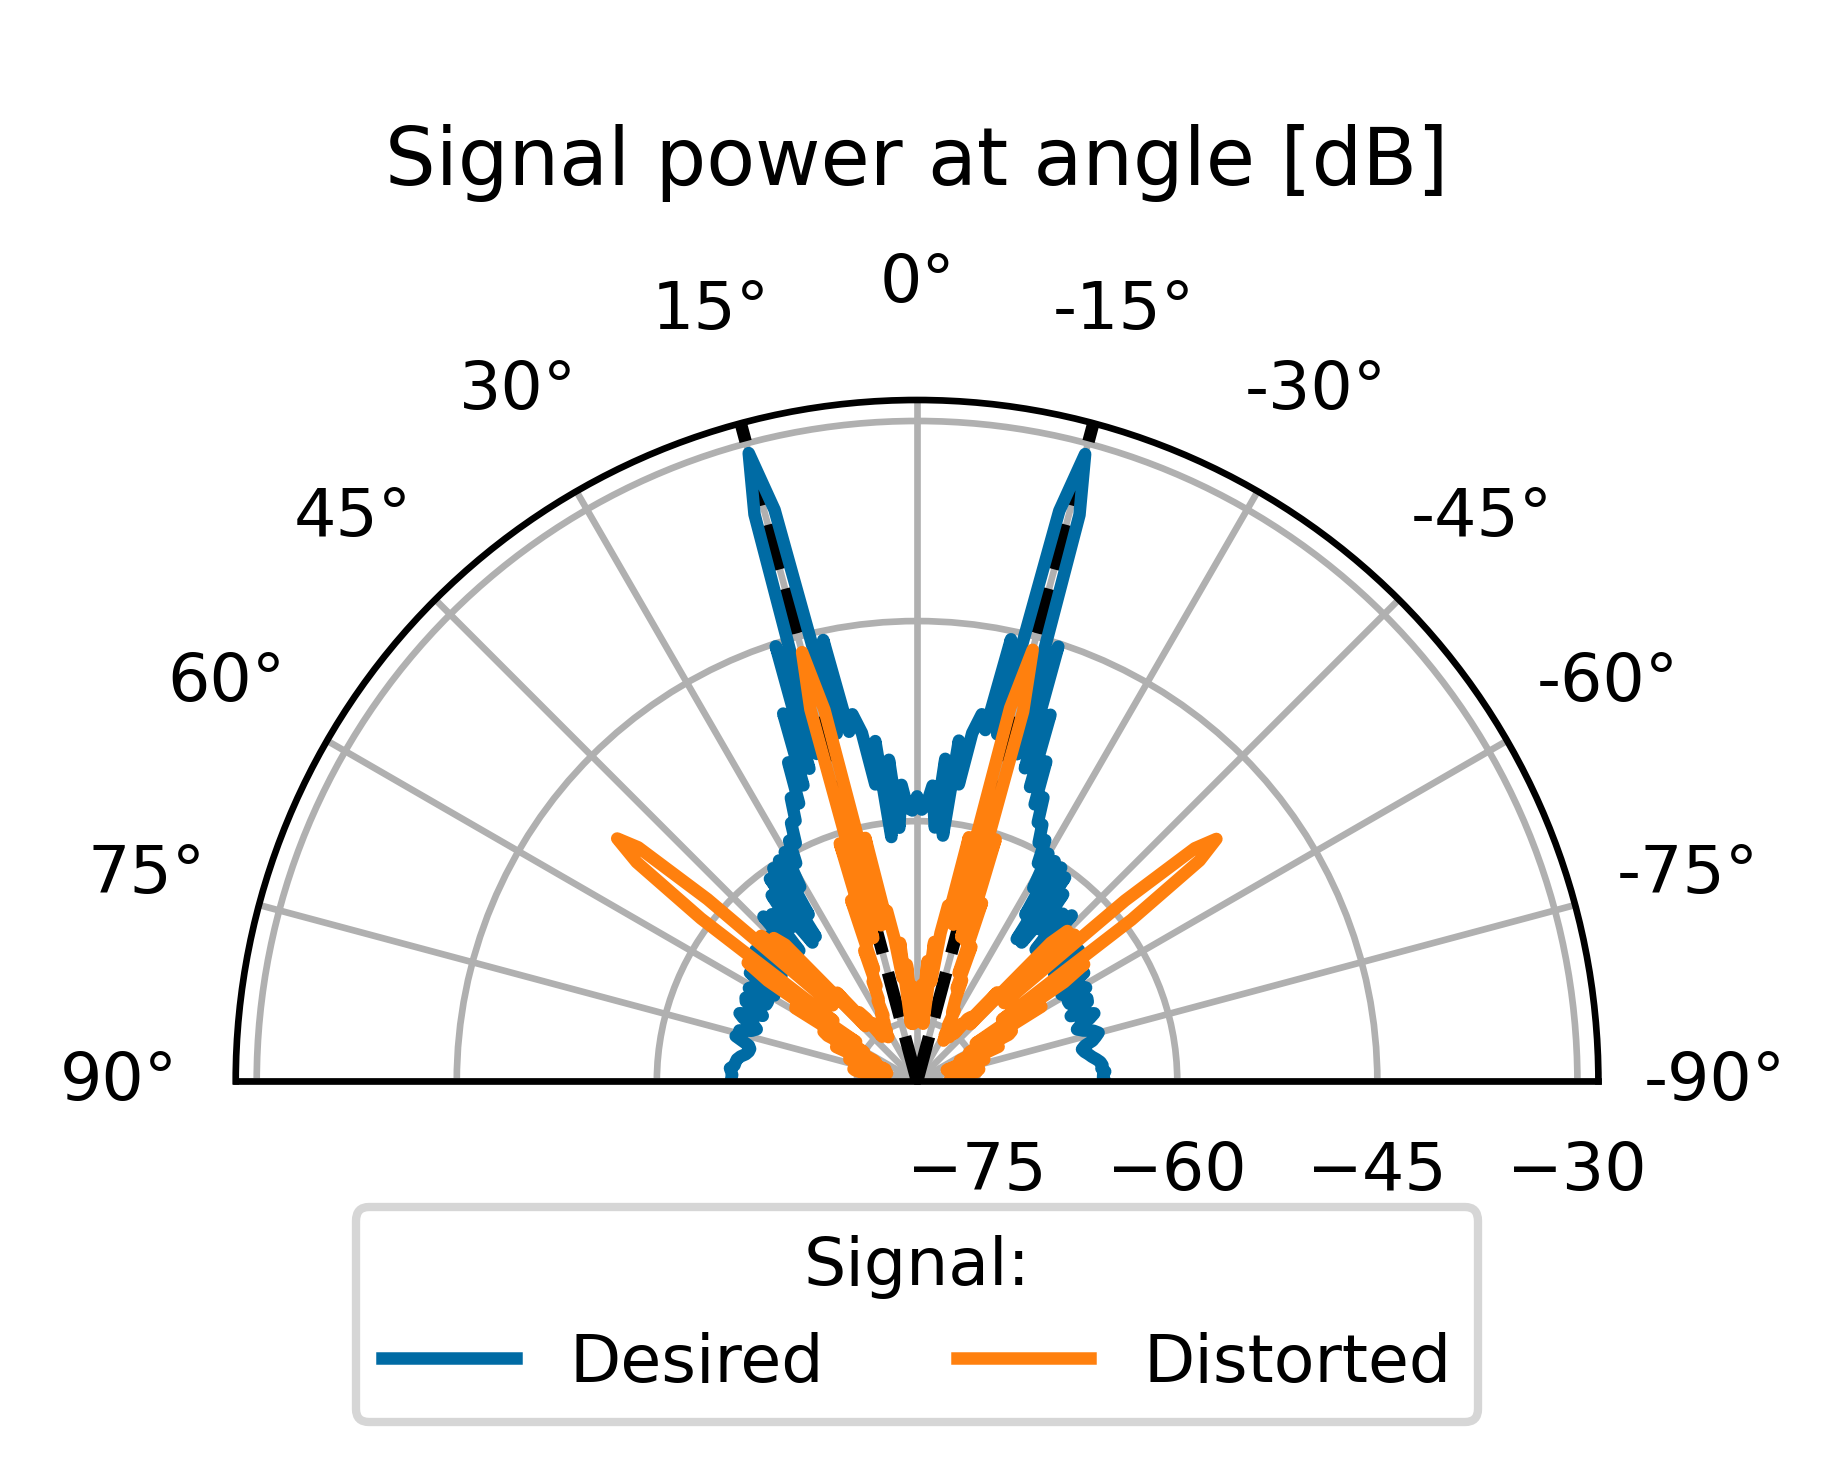 Signal power at angle [dB]
0°
15° -15°
30° -30°
45° -45°
60° -60°
75° -75°
90° -90°
−75 −60 −45 −30
Signal:
Desired Distorted